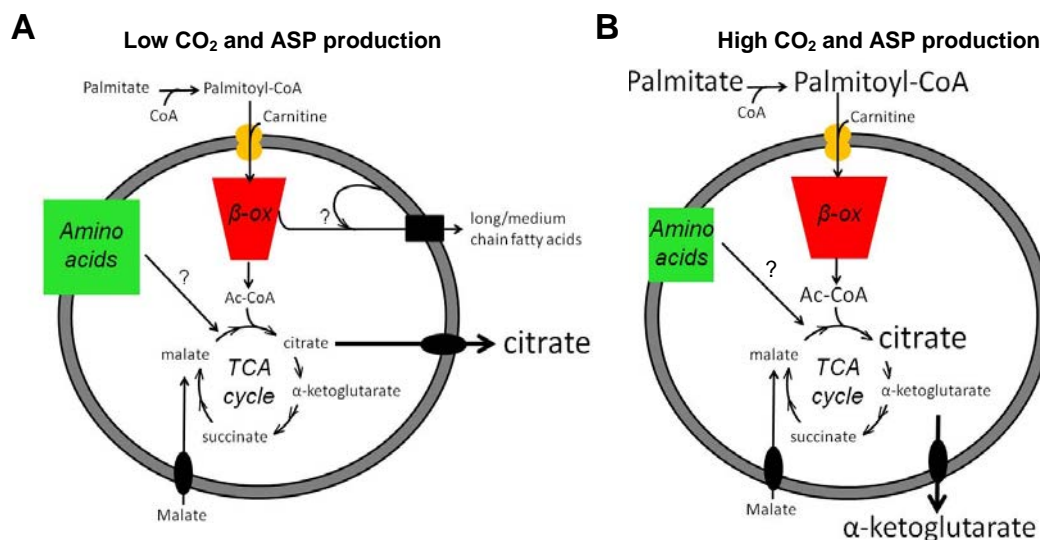 A
Low CO₂ and ASP production
Palmitate
Palmitoyl-CoA
CoA
Carnitine
β-ox
?
long/medium
chain fatty acids
Amino
acids
?
Ac-CoA
citrate
citrate
malate
TCA
cycle
α-ketoglutarate
succinate
Malate
B
High CO₂ and ASP production
Palmitate
Palmitoyl-CoA
CoA
Carnitine
β-ox
Amino
acids
?
Ac-CoA
citrate
malate
TCA
cycle
α-ketoglutarate
succinate
Malate
α-ketoglutarate